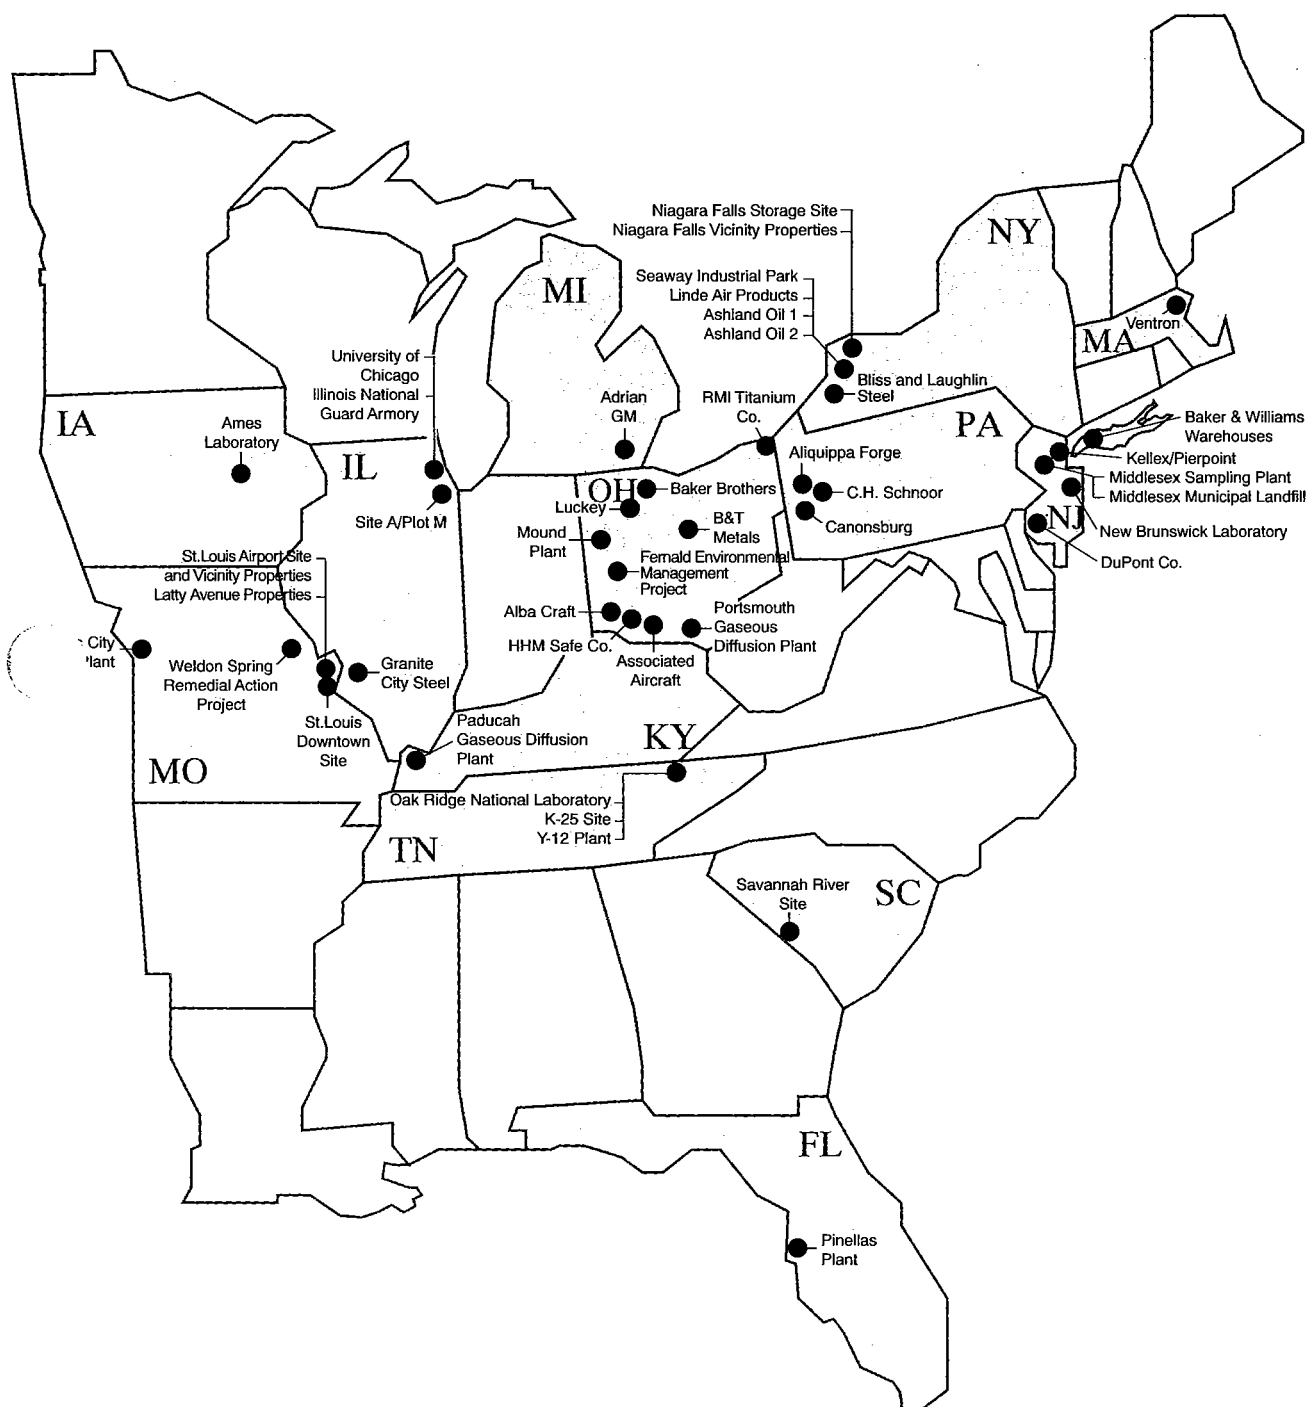 NY
Niagara Falls Storage Site
Niagara Falls Vicinity Properties
MI
Seaway Industrial Park
Linde Air Products
Ashland Oil 1
Ashland Oil 2
MA
Ventron
University of
Chicago
Illinois National
Guard Armory
Bliss and Laughlin
Steel
Adrian
GM
RMI Titanium
Co.
PA
Baker & Williams
Warehouses
Kellex/Pierpoint
Middlesex Sampling Plant
Middlesex Municipal Landfill
NJ
New Brunswick Laboratory
DuPont Co.
IA
Ames
Laboratory
IL
Site A/Plot M
Aliquippa Forge
C.H. Schnoor
Canonsburg
OH
Baker Brothers
Luckey
Mound
Plant
B&T
Metals
Fernald Environmental
Management
Project
Alba Craft
HHM Safe Co.
Associated
Aircraft
Portsmouth
Gaseous
Diffusion Plant
St.Louis Airport Site
and Vicinity Properties
Latty Avenue Properties
City
Weldon Spring
Remedial Action
Project
Granite
City Steel
St.Louis
Downtown
Site
MO
Paducah
Gaseous Diffusion
Plant
KY
Oak Ridge National Laboratory
K-25 Site
Y-12 Plant
TN
Savannah River
Site
SC
FL
Pinellas
Plant